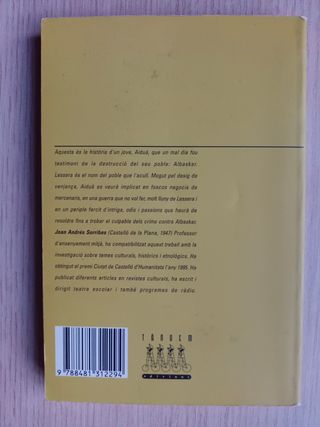 Aquesta és la història d'un jove, Aiduà, que un mal dia fou
testimoni de la destrucció del seu poble: Albasker.
Lessera és el nom del poble que l'acull. Mogut pel desig de
venjança, Aiduà es veurà implicat en foscos negocis de
mercenaris, en una guerra que no vol fer, molt lluny de Lessera i
en un periple farcit d'intriga, odis i passions que haurà de
resoldre fins a trobar el culpable dels crims contra Albasker.
Joan Andrés Sorribes (Castelló de la Plana, 1947) Professor
d'ensenyament mitjà, ha compatibilitzat aquest treball amb la
investigació sobre temes culturals, històrics i etnològics. Ha
obtingut el premi Ciutat de Castelló d'Humanitats l'any 1995. Ha
publicat diferents articles en revistes culturals, ha escrit i
dirigit teatre escolar i també programes de ràdio.
TÀNDEM
edicions
9 788481 312294